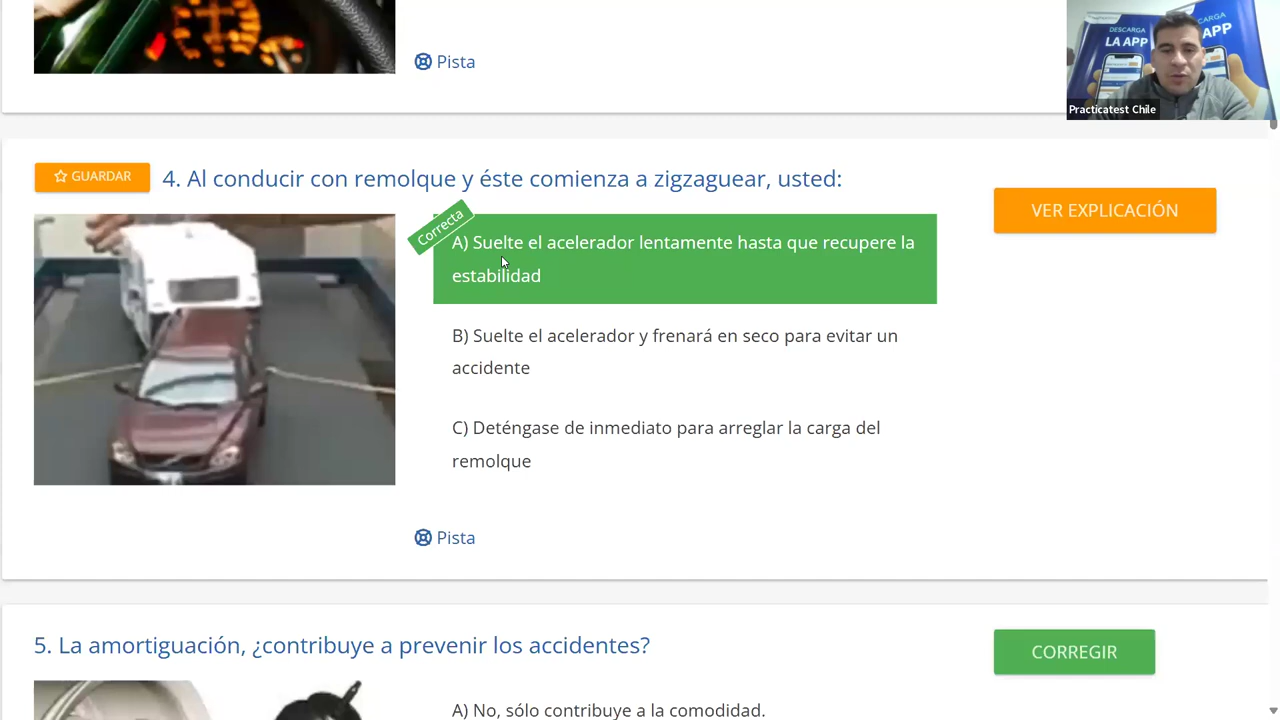 Pista
DESCARGA
LA APP
CARGA
APP
Practicatest Chile
GUARDAR
4. Al conducir con remolque y éste comienza a zigzaguear, usted:
VER EXPLICACIÓN
Correcta
A) Suelte el acelerador lentamente hasta que recupere la
estabilidad
B) Suelte el acelerador y frenará en seco para evitar un
accidente
C) Deténgase de inmediato para arreglar la carga del
remolque
Pista
5. La amortiguación, ¿contribuye a prevenir los accidentes?
CORREGIR
A) No, sólo contribuye a la comodidad.